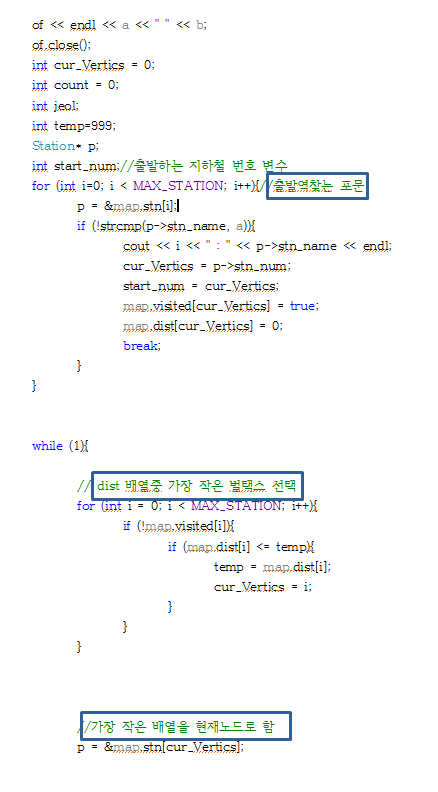 of << endl << a << " " << b;
of.close();
int cur_Vertics = 0;
int count = 0;
int jeol;
int temp=999;
Station* p;
int start_num;//출발하는 지하철 번호 변수
for (int i=0; i < MAX_STATION; i++){//출발역찾는 포문
p = &map.stn[i];
if (!strcmp(p->stn_name, a)){
cout << i << " : " << p->stn_name << endl;
cur_Vertics = p->stn_num;
start_num = cur_Vertics;
map.visited[cur_Vertics] = true;
map.dist[cur_Vertics] = 0;
break;
}
}
while (1){
// dist 배열중 가장 작은 벌택스 선택
for (int i = 0; i < MAX_STATION; i++){
if (!map.visited[i]){
if (map.dist[i] <= temp){
temp = map.dist[i];
cur_Vertics = i;
}
}
}
//가장 작은 배열을 현재노드로 함
p = &map.stn[cur_Vertics];